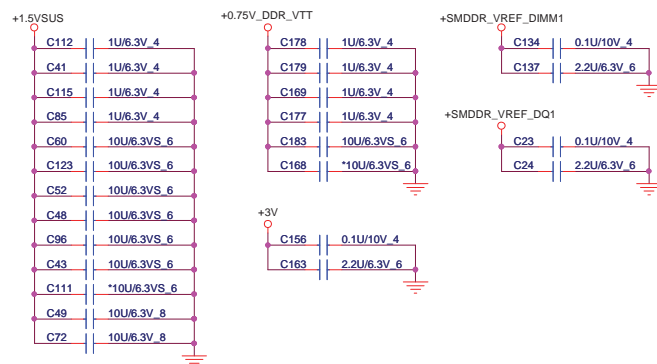 +1.5VSUS
C112 1U/6.3V_4
C41 1U/6.3V_4
C115 1U/6.3V_4
C85 1U/6.3V_4
C60 10U/6.3VS_6
C123 10U/6.3VS_6
C52 10U/6.3VS_6
C48 10U/6.3VS_6
C96 10U/6.3VS_6
C43 10U/6.3VS_6
C111 *10U/6.3VS_6
C49 10U/6.3V_8
C72 10U/6.3V_8
+0.75V_DDR_VTT
C178 1U/6.3V_4
C179 1U/6.3V_4
C169 1U/6.3V_4
C177 1U/6.3V_4
C183 10U/6.3VS_6
C168 *10U/6.3VS_6
+3V
C156 0.1U/10V_4
C163 2.2U/6.3V_6
+SMDDR_VREF_DIMM1
C134 0.1U/10V_4
C137 2.2U/6.3V_6
+SMDDR_VREF_DQ1
C23 0.1U/10V_4
C24 2.2U/6.3V_6